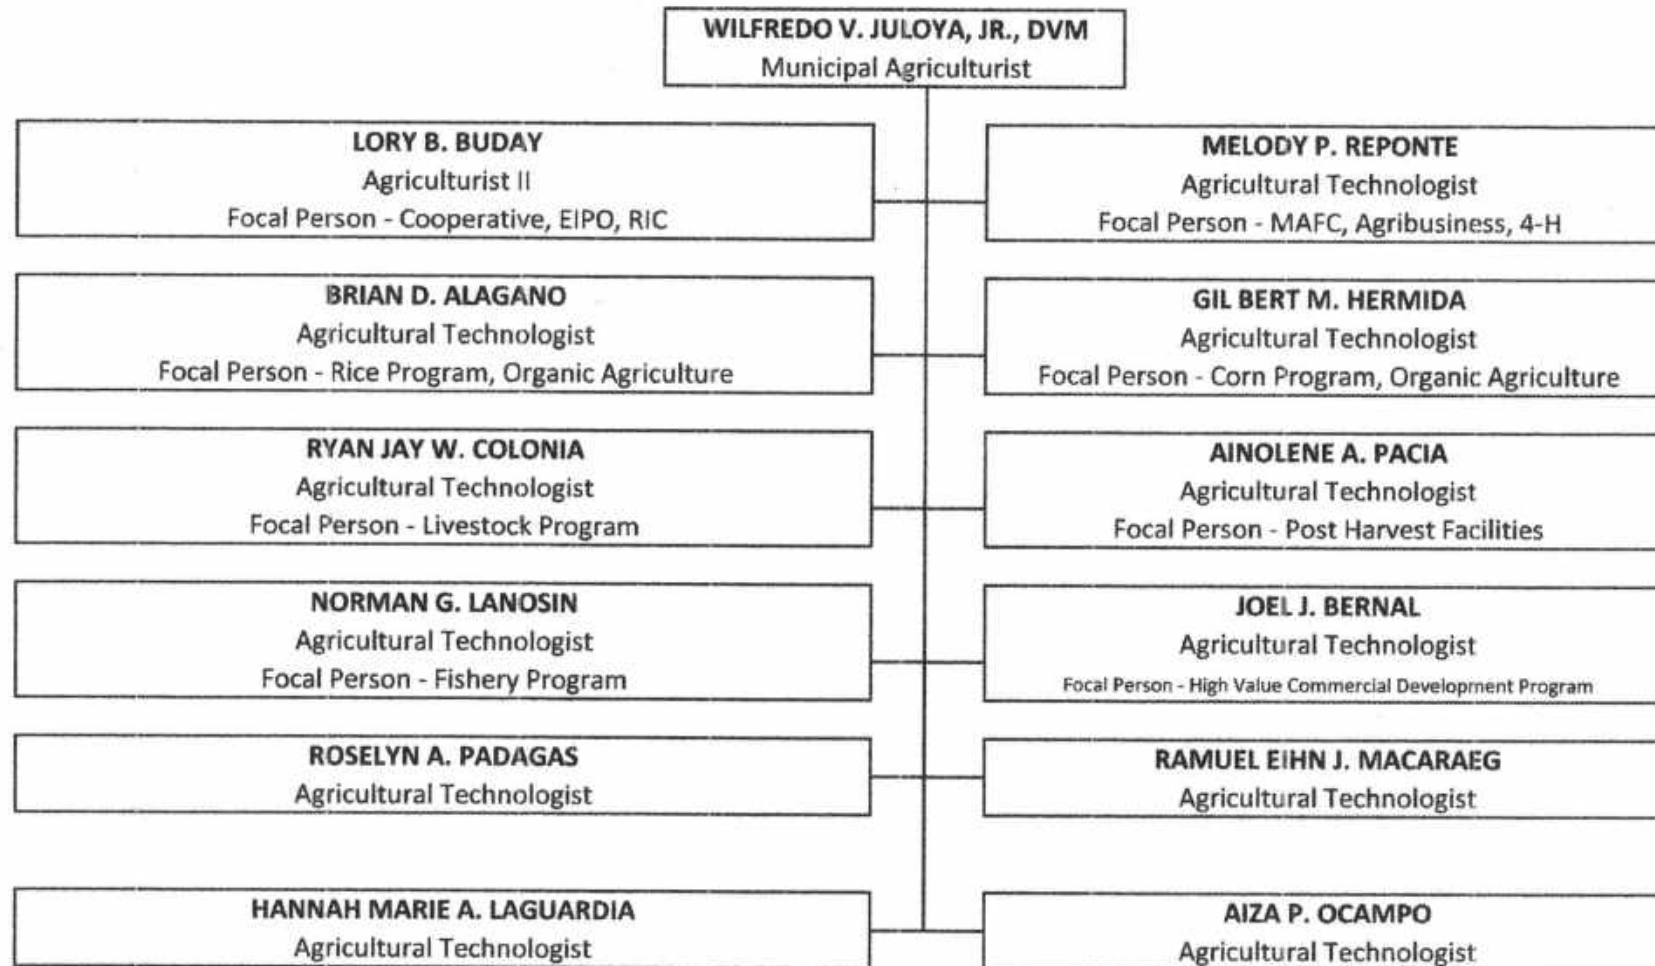 WILFREDO V. JULOYA, JR., DVM
Municipal Agriculturist
LORY B. BUDAY
Agriculturist II
Focal Person - Cooperative, EIPO, RIC
MELODY P. REPONTE
Agricultural Technologist
Focal Person - MAFC, Agribusiness, 4-H
BRIAN D. ALAGANO
Agricultural Technologist
Focal Person - Rice Program, Organic Agriculture
GIL BERT M. HERMIDA
Agricultural Technologist
Focal Person - Corn Program, Organic Agriculture
RYAN JAY W. COLONIA
Agricultural Technologist
Focal Person - Livestock Program
AINOLENE A. PACIA
Agricultural Technologist
Focal Person - Post Harvest Facilities
NORMAN G. LANOSIN
Agricultural Technologist
Focal Person - Fishery Program
JOEL J. BERNAL
Agricultural Technologist
Focal Person - High Value Commercial Development Program
ROSELYN A. PADAGAS
Agricultural Technologist
RAMUEL EIHN J. MACARAEG
Agricultural Technologist
HANNAH MARIE A. LAGUARDIA
Agricultural Technologist
AIZA P. OCAMPO
Agricultural Technologist